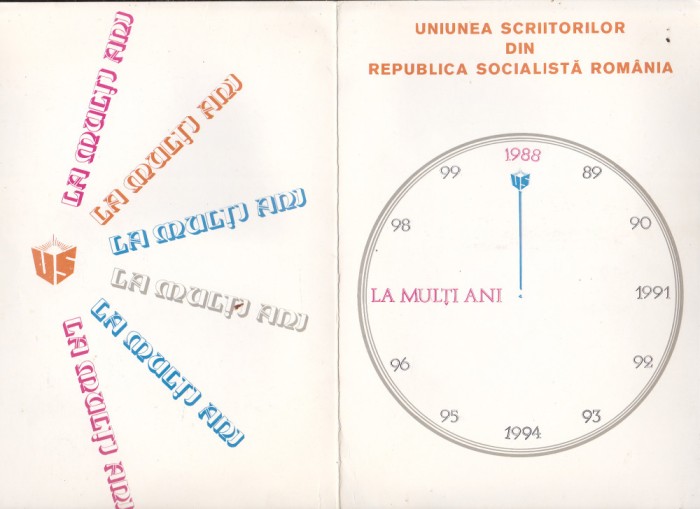 LA MULȚI ANI
LA MULȚI ANI
LA MULȚI ANI
LA MULȚI ANI
LA MULȚI ANI
LA MULȚI ANI
US
UNIUNEA SCRIITORILOR
DIN
REPUBLICA SOCIALISTĂ ROMÂNIA
1988
US
99
89
98
90
LA MULȚI ANI
1991
96
92
95
93
1994